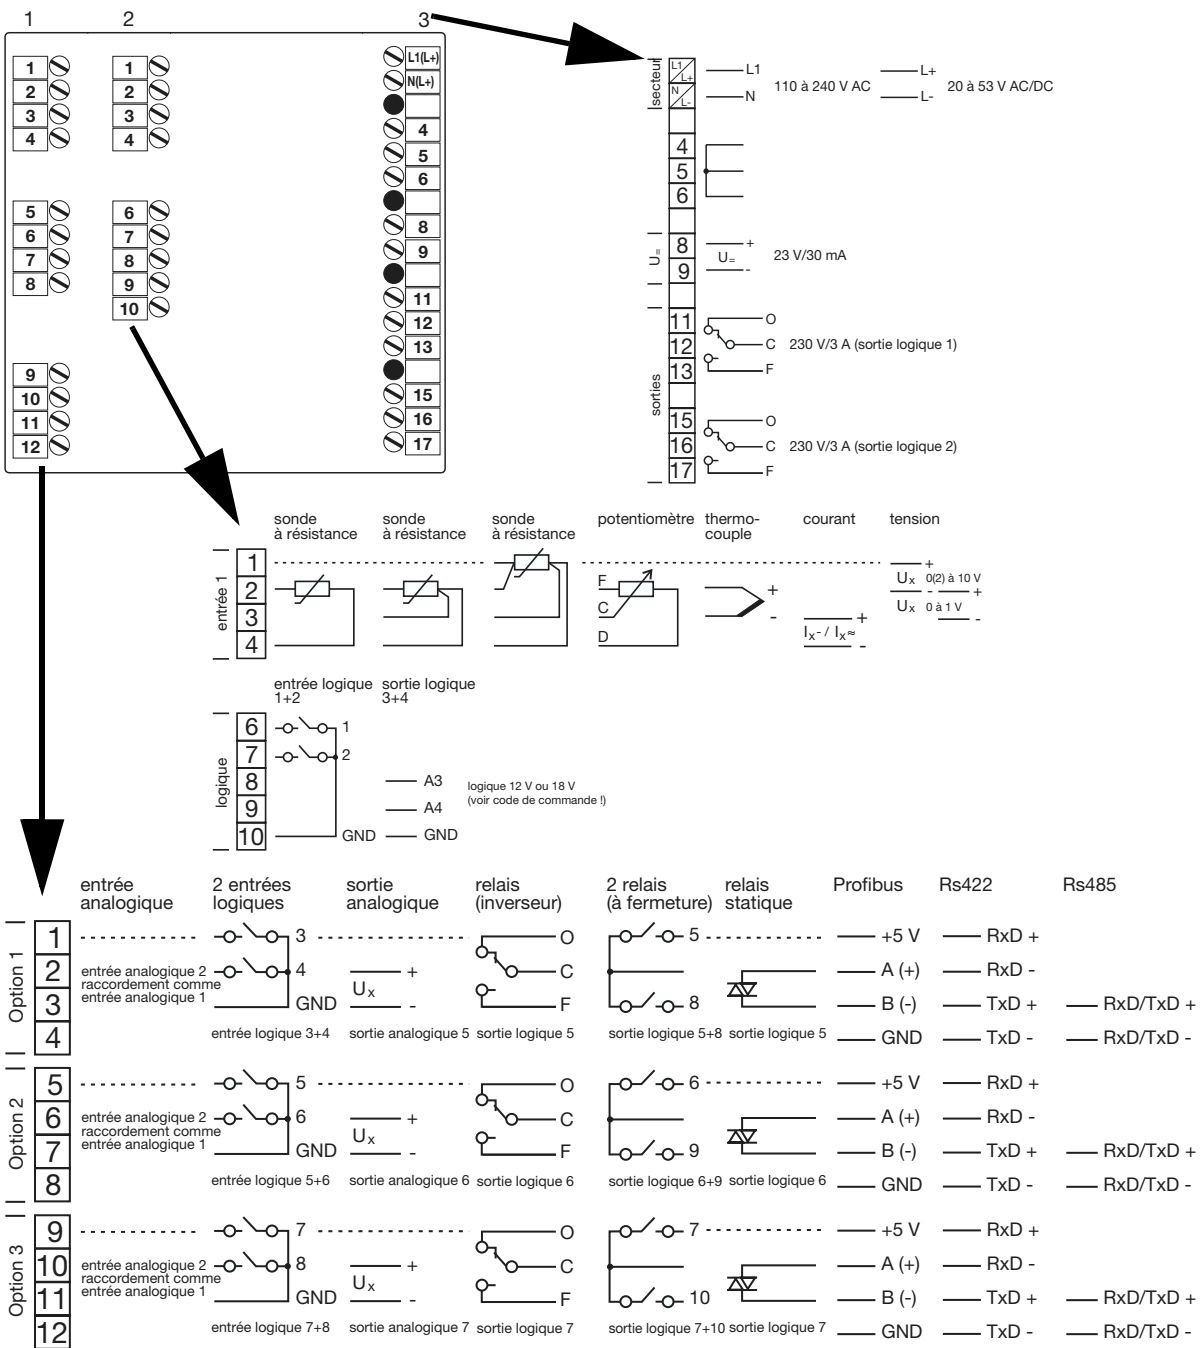 1 2 3
1 1 L1(L+)
2 2 N(L+)
3 3
4 4 4
5
6
5 6
6 7 8
7 8 9
8 9
10 11
12
13
9
10 15
11 16
12 17
secteur
L1 L+ L1 L+
N L- N 110 à 240 V AC L- 20 à 53 V AC/DC
4
5
6
U=
8 + 
U= 23 V/30 mA
9 -
sorties
11 O
12 C 230 V/3 A (sortie logique 1)
13 F
15 O
16 C 230 V/3 A (sortie logique 2)
17 F
sonde à résistance
sonde à résistance
sonde à résistance
potentiomètre
thermo-
couple
courant
tension
entrée 1
1 +
Ux 0(2) à 10 V
2 F + - +
3 C - Ux 0 à 1 V
Ix- / Ix≈ + -
4 D -
entrée logique
1+2
sortie logique
3+4
logique
6 1
7 2
8 A3
logique 12 V ou 18 V
(voir code de commande !)
9 A4
10 GND GND
entrée
analogique
2 entrées
logiques
sortie
analogique
relais
(inverseur)
2 relais
(à fermeture)
relais
statique
Profibus
Rs422
Rs485
Option 1
1 3 O 5 +5 V RxD +
2 entrée analogique 2 4 + C A (+) RxD -
raccordement comme Ux
3 entrée analogique 1 GND - F 8 B (-) TxD + RxD/TxD +
4 entrée logique 3+4 sortie analogique 5 sortie logique 5 sortie logique 5+8 sortie logique 5 GND TxD - RxD/TxD -
Option 2
5 5 O 6 +5 V RxD +
6 entrée analogique 2 6 + C A (+) RxD -
raccordement comme Ux
7 entrée analogique 1 GND - F 9 B (-) TxD + RxD/TxD +
8 entrée logique 5+6 sortie analogique 6 sortie logique 6 sortie logique 6+9 sortie logique 6 GND TxD - RxD/TxD -
Option 3
9 7 O 7 +5 V RxD +
10 entrée analogique 2 8 + C A (+) RxD -
raccordement comme Ux
11 entrée analogique 1 GND - F 10 B (-) TxD + RxD/TxD +
12 entrée logique 7+8 sortie analogique 7 sortie logique 7 sortie logique 7+10 sortie logique 7 GND TxD - RxD/TxD -